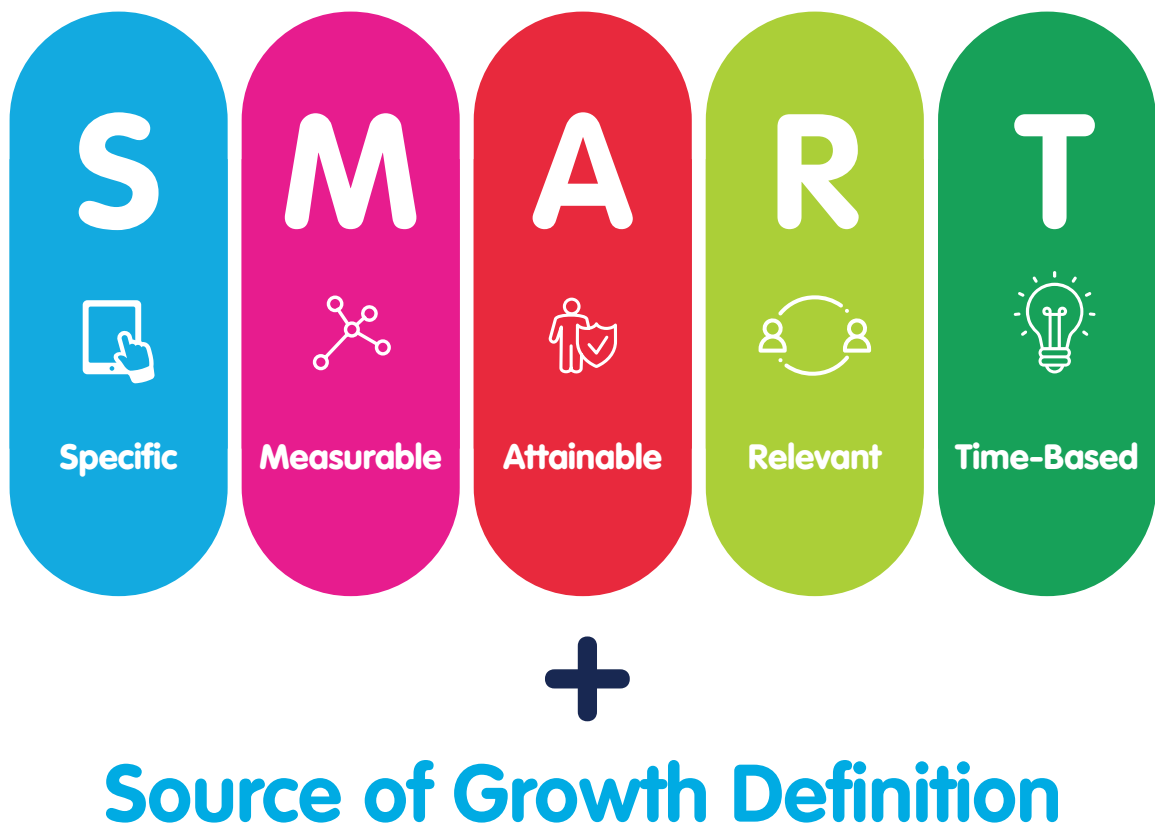 S M A R T
Specific Measurable Attainable Relevant Time-Based
+
Source of Growth Definition